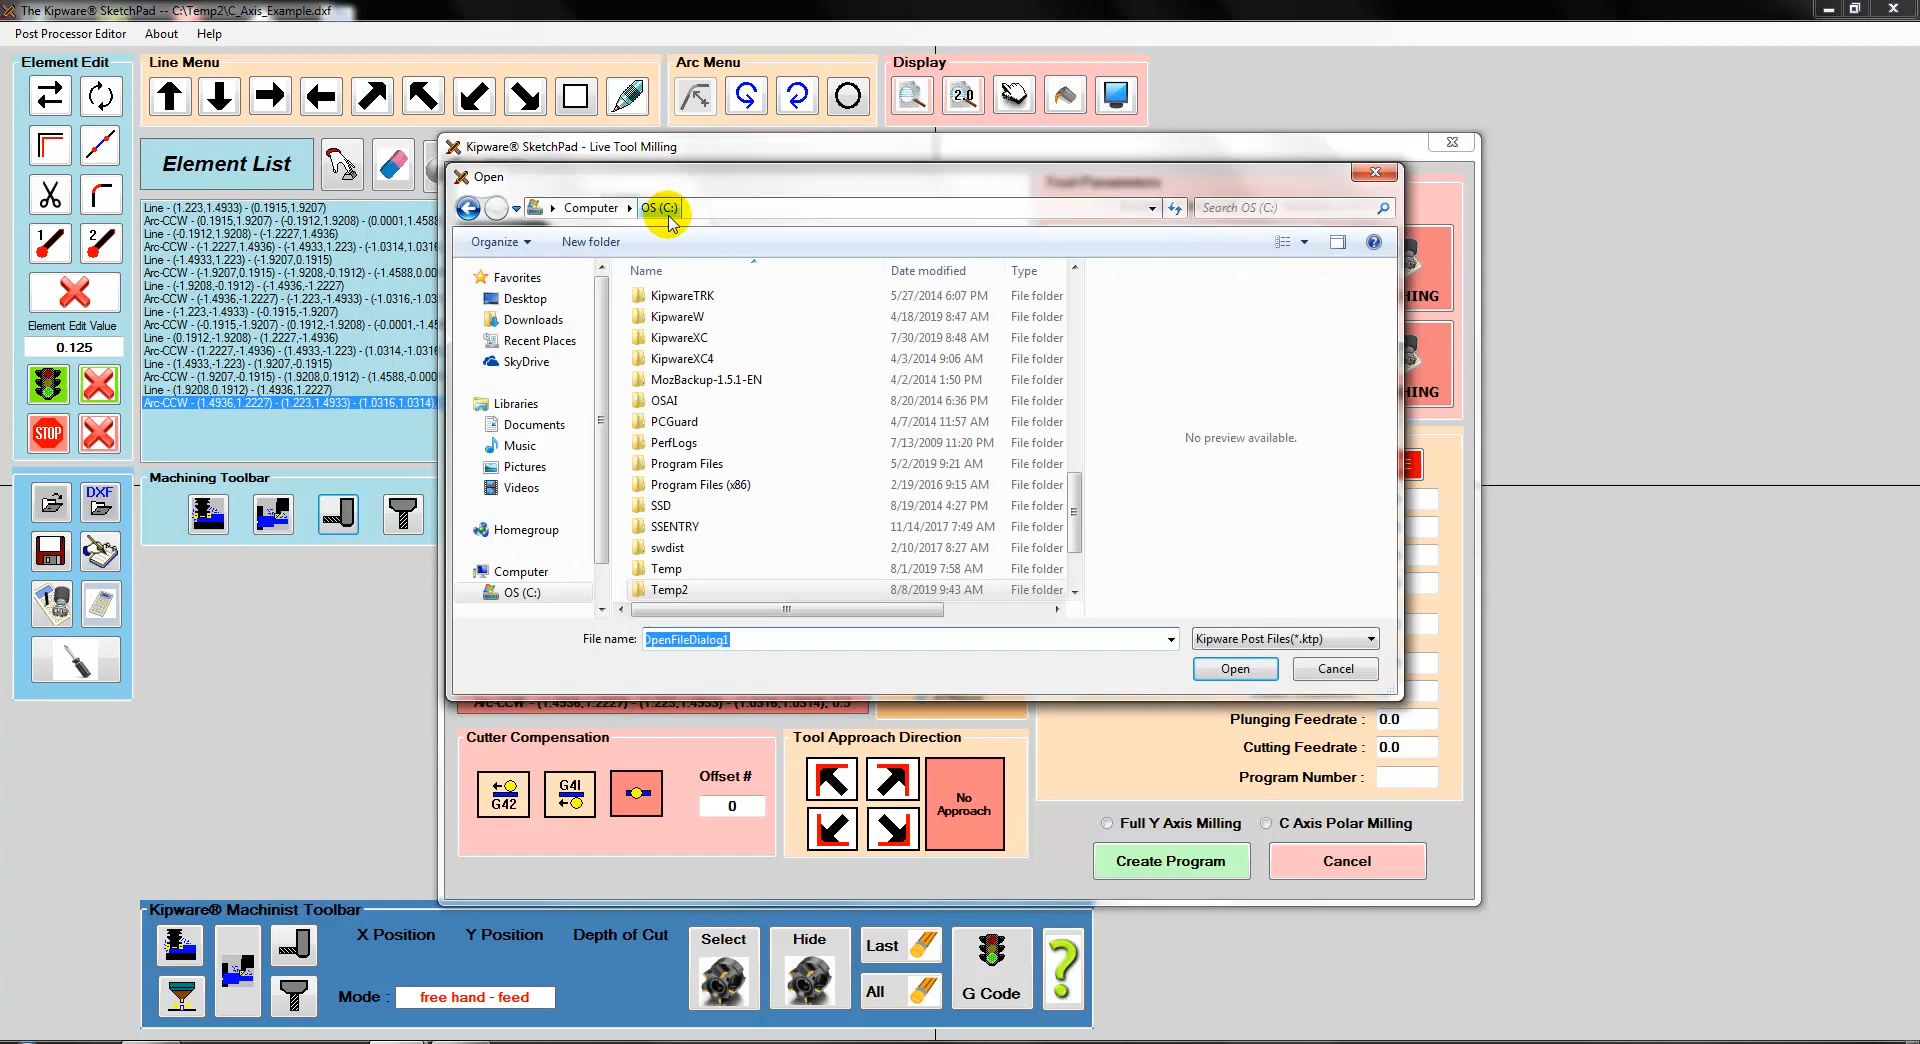 The Kipware® SketchPad -- C:\Temp2\C_Axis_Example.dxf
Post Processor Editor
About
Help
Element Edit
Line Menu
Arc Menu
Display
2.0
Element List
Kipware® SketchPad - Live Tool Milling
Open
Computer
OS (C:)
Search OS (C:)
Organize
New folder
Line - (1.223,1.4933) - (0.1915,1.9207)
Arc-CCW - (0.1915,1.9207) - (-0.1912,1.9208) - (0.0001,1.4588
Line - (-0.1912,1.9208) - (-1.2227,1.4936)
Arc-CCW - (-1.2227,1.4936) - (-1.4933,1.223) - (-1.0314,1.0316
Line - (-1.4933,1.223) - (-1.9207,0.1915)
Arc-CCW - (-1.9207,0.1915) - (-1.9208,-0.1912) - (-1.4588,0.00
Line - (-1.9208,-0.1912) - (-1.4936,-1.2227)
Arc-CCW - (-1.4936,-1.2227) - (-1.223,-1.4933) - (-1.0316,-1.03
Line - (-1.223,-1.4933) - (-0.1915,-1.9207)
Arc-CCW - (-0.1915,-1.9207) - (0.1912,-1.9208) - (-0.0001,-1.45
Line - (0.1912,-1.9208) - (1.2227,-1.4936)
Arc-CCW - (1.2227,-1.4936) - (1.4933,-1.223) - (1.0314,-1.0316
Line - (1.4933,-1.223) - (1.9207,-0.1915)
Arc-CCW - (1.9207,-0.1915) - (1.9208,0.1912) - (1.4588,-0.000
Line - (1.9208,0.1912) - (1.4936,1.2227)
Arc-CCW - (1.4936,1.2227) - (1.223,1.4933) - (1.0316,1.0314)
1
2
Element Edit Value
0.125
STOP
DXF
Machining Toolbar
Favorites
Desktop
Downloads
Recent Places
SkyDrive
Libraries
Documents
Music
Pictures
Videos
Homegroup
Computer
OS (C:)
Name Date modified Type
KipwareTRK 5/27/2014 6:07 PM File folder
KipwareW 4/18/2019 8:47 AM File folder
KipwareXC 7/30/2019 8:48 AM File folder
KipwareXC4 4/3/2014 9:06 AM File folder
MozBackup-1.5.1-EN 4/2/2014 1:50 PM File folder
OSAI 8/20/2014 6:36 PM File folder
PCGuard 4/7/2014 11:57 AM File folder
PerfLogs 7/13/2009 11:20 PM File folder
Program Files 5/2/2019 9:21 AM File folder
Program Files (x86) 2/19/2016 9:15 AM File folder
SSD 8/19/2014 4:27 PM File folder
SSENTRY 11/14/2017 7:49 AM File folder
swdist 2/10/2017 8:27 AM File folder
Temp 8/1/2019 7:58 AM File folder
Temp2 8/8/2019 9:43 AM File folder
No preview available.
File name: OpenFileDialog1
Kipware Post Files(*.ktp)
Open
Cancel
HING
HING
E
Arc-CCW - (1.4936,1.2227) - (1.223,1.4933) - (1.0316,1.0314), 0.5
Cutter Compensation
G42
G41
Offset #
0
Tool Approach Direction
No
Approach
Plunging Feedrate : 0.0
Cutting Feedrate : 0.0
Program Number :
Full Y Axis Milling
C Axis Polar Milling
Create Program
Cancel
Kipware® Machinist Toolbar
X Position
Y Position
Depth of Cut
Mode : free hand - feed
Select
Hide
Last
All
G Code
?